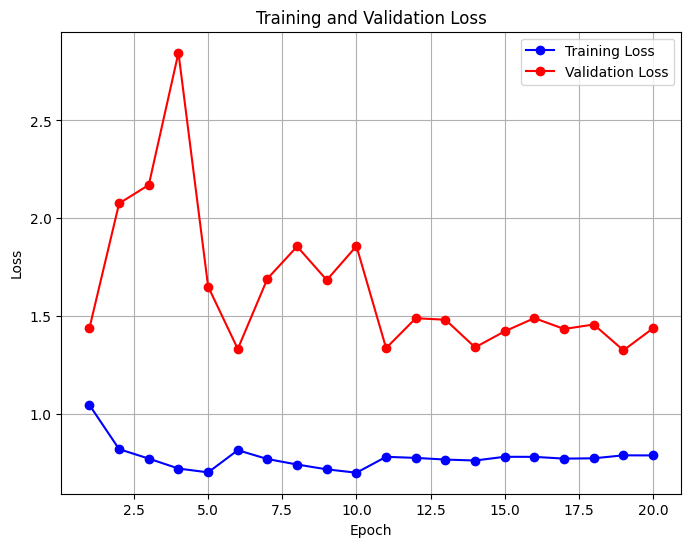 Training and Validation Loss
Training Loss
Validation Loss
2.5
2.0
1.5
1.0
Loss
2.5 5.0 7.5 10.0 12.5 15.0 17.5 20.0
Epoch